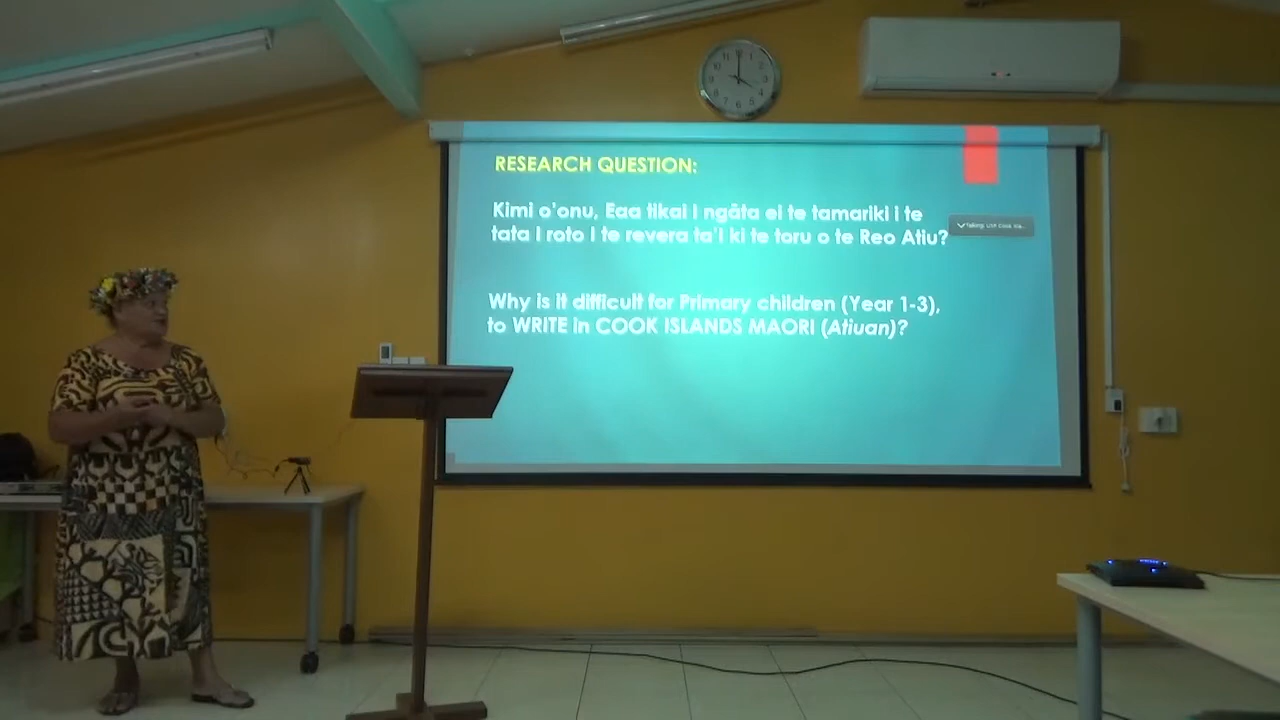 RESEARCH QUESTION:
Kimi o'onu, Eaa tikai i ngāta ei te tamariki i te
tata i roto i te revera ta'i ki te toru o te Reo Atiu?
Why is it difficult for Primary children (Year 1-3),
to WRITE in COOK ISLANDS MAORI (Atiuan)?
Talking: